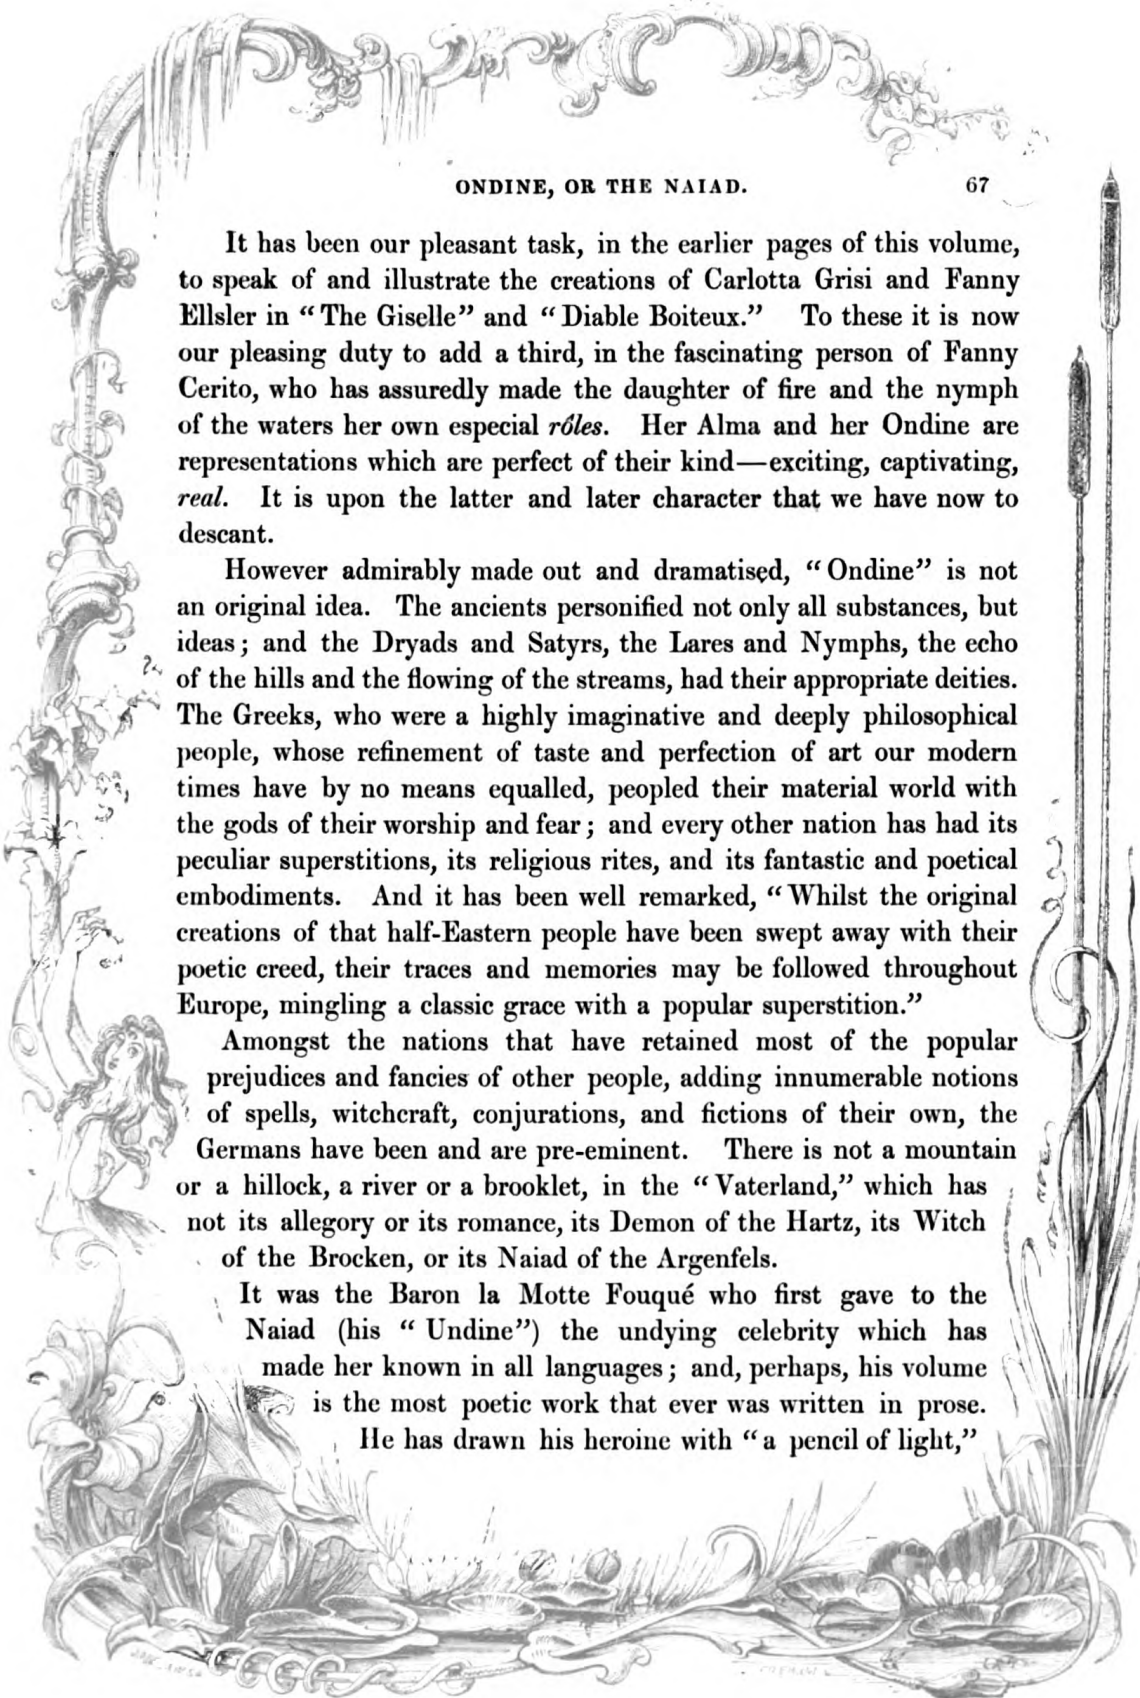 ONDINE, OR THE NAIAD. 67
It has been our pleasant task, in the earlier pages of this volume,
to speak of and illustrate the creations of Carlotta Grisi and Fanny
Ellsler in “The Giselle” and “Diable Boiteux.” To these it is now
our pleasing duty to add a third, in the fascinating person of Fanny
Cerito, who has assuredly made the daughter of fire and the nymph
of the waters her own especial rôles. Her Alma and her Ondine are
representations which are perfect of their kind—exciting, captivating,
real. It is upon the latter and later character that we have now to
descant.
However admirably made out and dramatised, “Ondine” is not
an original idea. The ancients personified not only all substances, but
ideas; and the Dryads and Satyrs, the Lares and Nymphs, the echo
of the hills and the flowing of the streams, had their appropriate deities.
The Greeks, who were a highly imaginative and deeply philosophical
people, whose refinement of taste and perfection of art our modern
times have by no means equalled, peopled their material world with
the gods of their worship and fear; and every other nation has had its
peculiar superstitions, its religious rites, and its fantastic and poetical
embodiments. And it has been well remarked, “Whilst the original
creations of that half-Eastern people have been swept away with their
poetic creed, their traces and memories may be followed throughout
Europe, mingling a classic grace with a popular superstition.”
Amongst the nations that have retained most of the popular
prejudices and fancies of other people, adding innumerable notions
of spells, witchcraft, conjurations, and fictions of their own, the
Germans have been and are pre-eminent. There is not a mountain
or a hillock, a river or a brooklet, in the “Vaterland,” which has
not its allegory or its romance, its Demon of the Hartz, its Witch
of the Brocken, or its Naiad of the Argenfels.
It was the Baron la Motte Fouqué who first gave to the
Naiad (his “Undine”) the undying celebrity which has
made her known in all languages; and, perhaps, his volume
is the most poetic work that ever was written in prose.
He has drawn his heroine with “a pencil of light,”